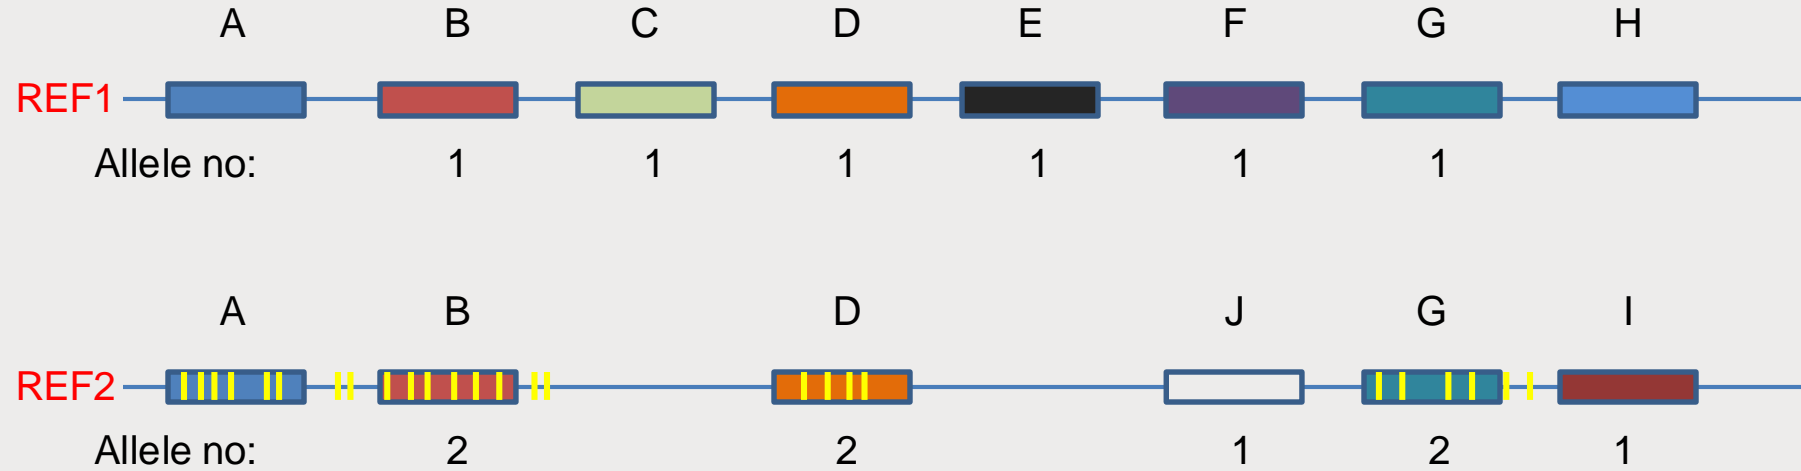 A B C D E F G H
REF1
Allele no: 1 1 1 1 1 1
A B D J G I
REF2
Allele no: 2 2 1 2 1